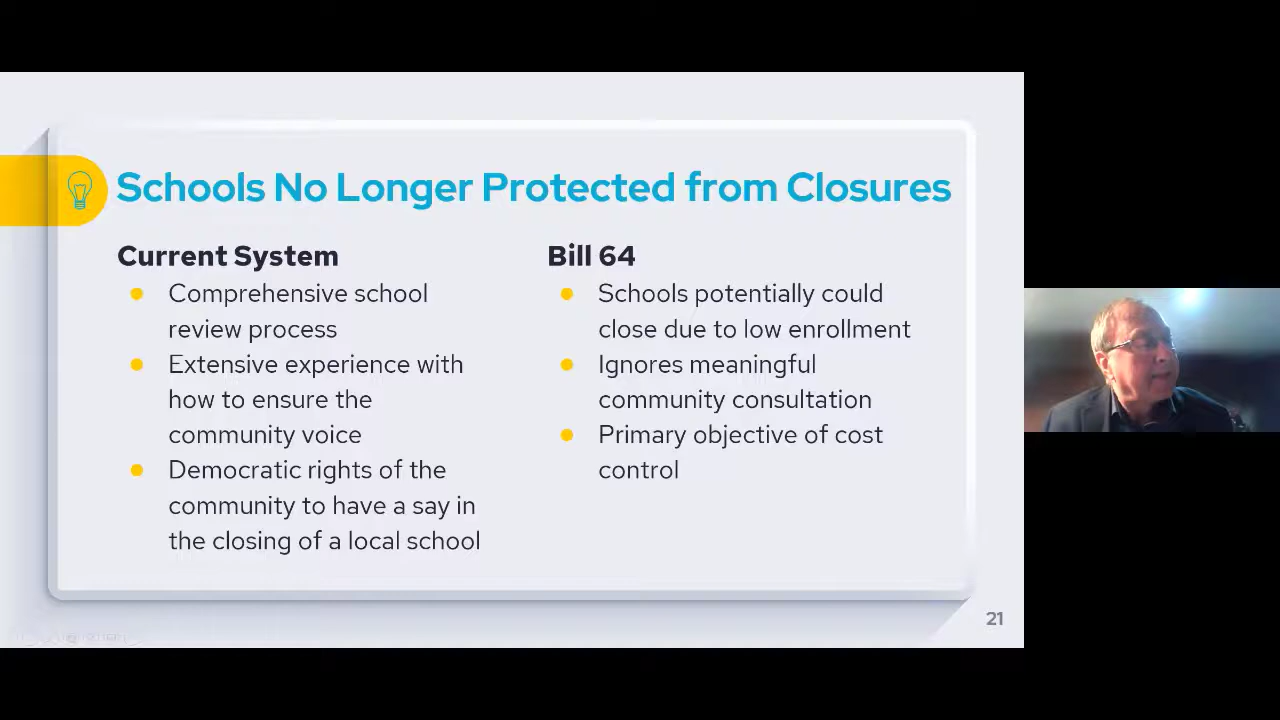 Schools No Longer Protected from Closures
Current System
Comprehensive school
review process
Extensive experience with
how to ensure the
community voice
Democratic rights of the
community to have a say in
the closing of a local school
Bill 64
Schools potentially could
close due to low enrollment
Ignores meaningful
community consultation
Primary objective of cost
control
21